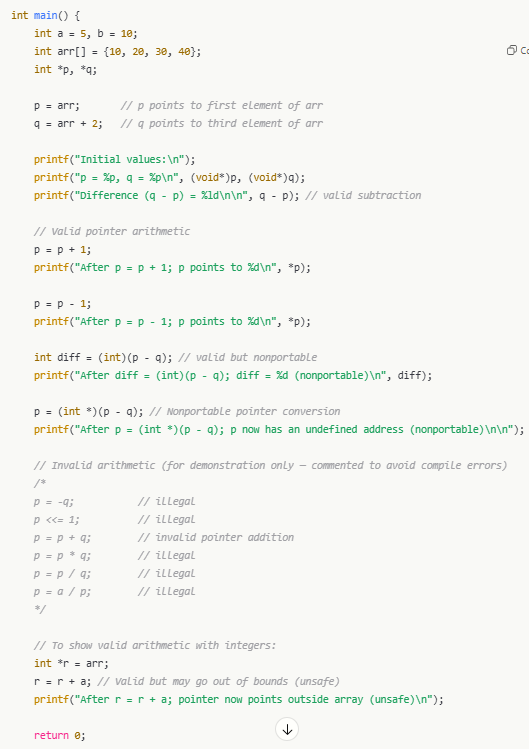 int main() {
    int a = 5, b = 10;
    int arr[] = {10, 20, 30, 40};
    int *p, *q;

    p = arr;       // p points to first element of arr
    q = arr + 2;   // q points to third element of arr

    printf("Initial values:\n");
    printf("p = %p, q = %p\n", (void*)p, (void*)q);
    printf("Difference (q - p) = %ld\n\n", q - p); // valid subtraction

    // Valid pointer arithmetic
    p = p + 1;
    printf("After p = p + 1; p points to %d\n", *p);

    p = p - 1;
    printf("After p = p - 1; p points to %d\n", *p);

    int diff = (int)(p - q); // valid but nonportable
    printf("After diff = (int)(p - q); diff = %d (nonportable)\n", diff);

    p = (int *)(p - q); // Nonportable pointer conversion
    printf("After p = (int *)(p - q); p now has an undefined address (nonportable)\n\n");

    // Invalid arithmetic (for demonstration only — commented to avoid compile errors)
    /*
    p = -q;          // illegal
    p <<= 1;         // illegal
    p = p + q;       // invalid pointer addition
    p = p * q;       // illegal
    p = p / q;       // illegal
    p = a / p;       // illegal
    */

    // To show valid arithmetic with integers:
    int *r = arr;
    r = r + a; // Valid but may go out of bounds (unsafe)
    printf("After r = r + a; pointer now points outside array (unsafe)\n");

    return 0;